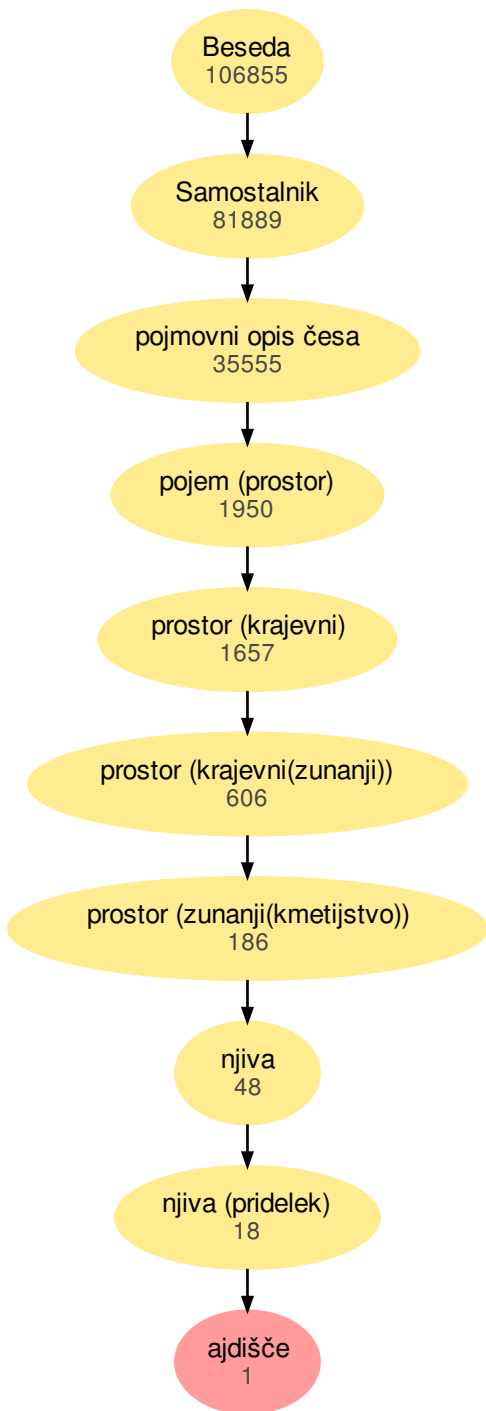 Beseda
106855
Samostalnik
81889
pojmovni opis česa
35555
pojem (prostor)
1950
prostor (krajevni)
1657
prostor (krajevni(zunanji))
606
prostor (zunanji(kmetijstvo))
186
njiva
48
njiva (pridelek)
18
ajdišče
1